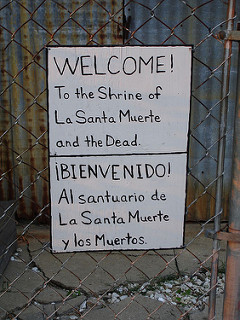 WELCOME!
To the Shrine of
La Santa Muerte
and the Dead.
¡BIENVENIDO!
Al santuario de
La Santa Muerte
y los Muertos.